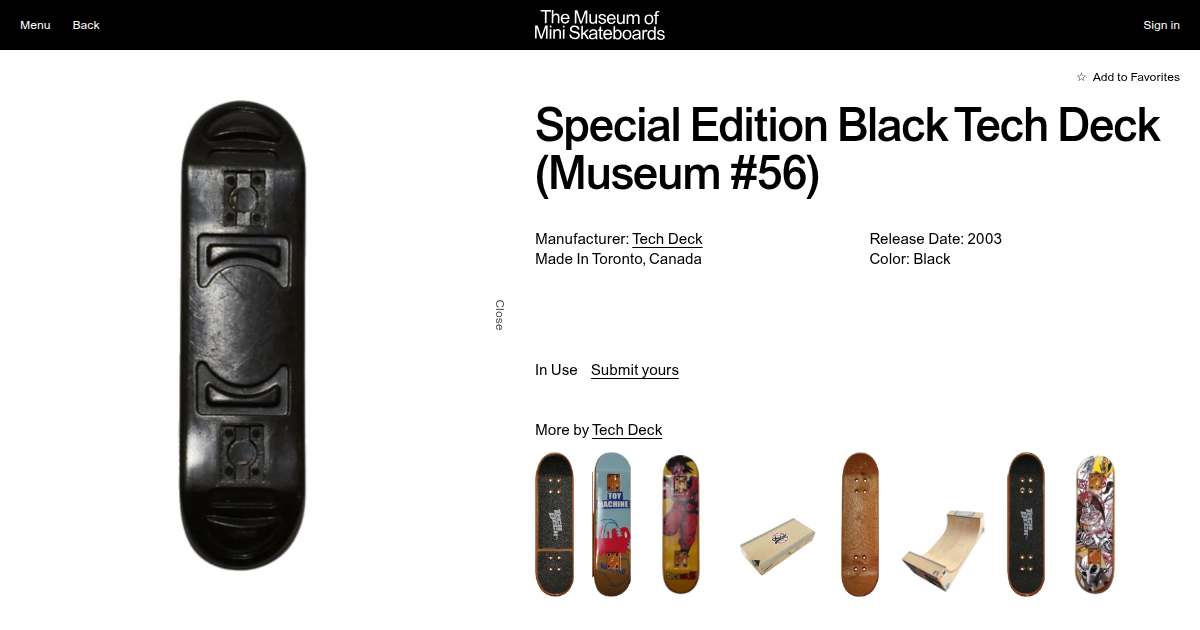 Menu
Back
The Museum of
Mini Skateboards
Sign in
☆ Add to Favorites
Special Edition Black Tech Deck
(Museum #56)
Manufacturer: Tech Deck
Made In Toronto, Canada
Release Date: 2003
Color: Black
Close
In Use Submit yours
More by Tech Deck
TOY
MACHINE